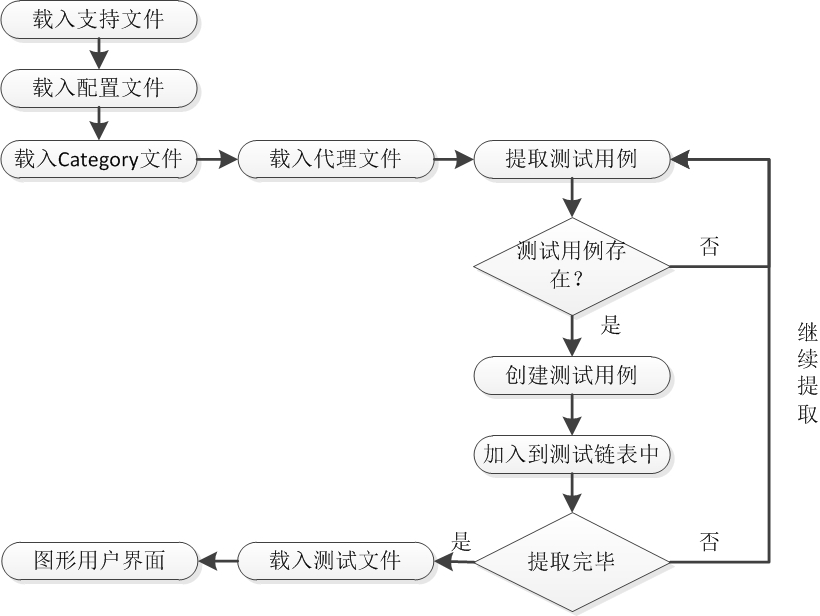 载入支持文件
载入配置文件
载入Category文件
载入代理文件
提取测试用例
测试用例存
在？
否
是
创建测试用例
加入到测试链表中
继
续
提
取
提取完毕
否
是
载入测试文件
图形用户界面